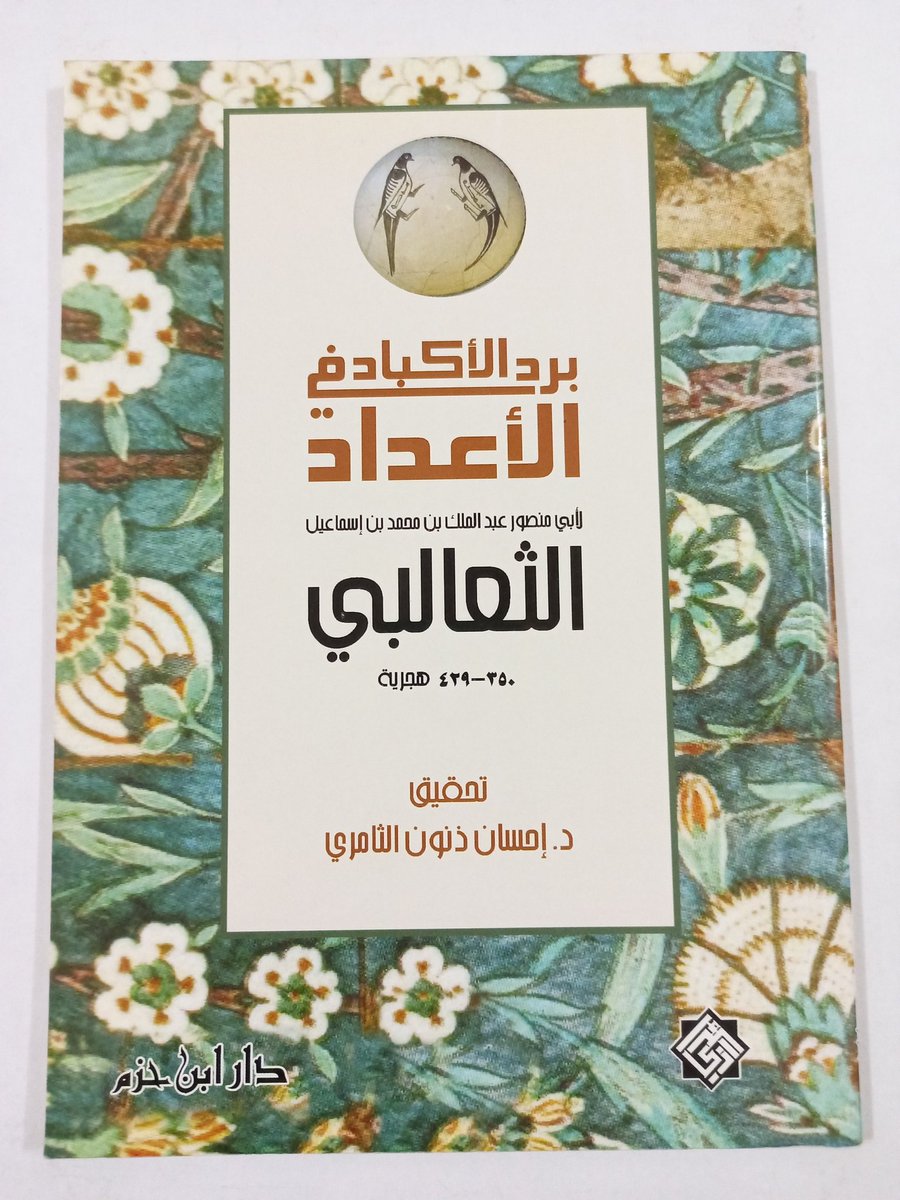 برد الأكباد في
الأعداد
لأبي منصور عبد الملك بن محمد بن إسماعيل
الثعالبي
٣٥٠-٤٢٩ هجرية
تحقيق
د. إحسان ذنون الثامري
دار ابن حزم